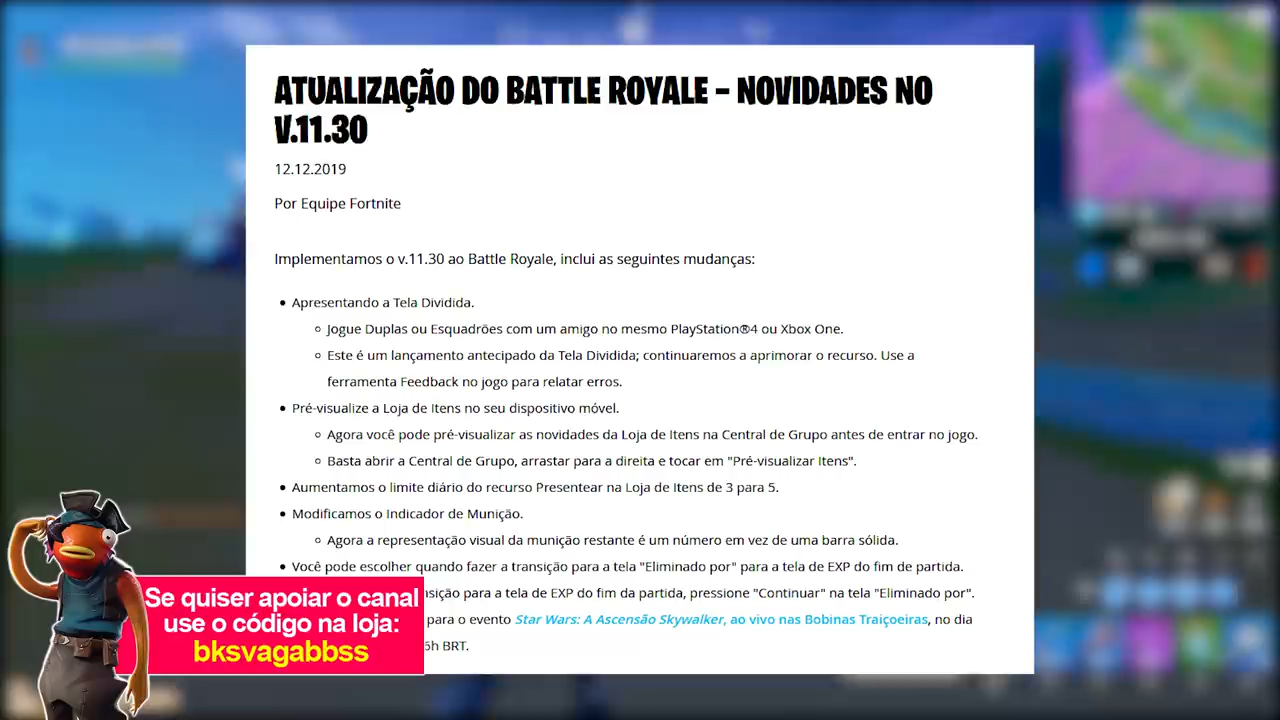 ATUALIZAÇÃO DO BATTLE ROYALE – NOVIDADES NO
V.11.30
12.12.2019
Por Equipe Fortnite
Implementamos o v.11.30 ao Battle Royale, inclui as seguintes mudanças:
• Apresentando a Tela Dividida.
◦ Jogue Duplas ou Esquadrões com um amigo no mesmo PlayStation®4 ou Xbox One.
◦ Este é um lançamento antecipado da Tela Dividida; continuaremos a aprimorar o recurso. Use a
ferramenta Feedback no jogo para relatar erros.
• Pré-visualize a Loja de Itens no seu dispositivo móvel.
◦ Agora você pode pré-visualizar as novidades da Loja de Itens na Central de Grupo antes de entrar no jogo.
◦ Basta abrir a Central de Grupo, arrastar para a direita e tocar em "Pré-visualizar Itens".
• Aumentamos o limite diário do recurso Presentear na Loja de Itens de 3 para 5.
• Modificamos o Indicador de Munição.
◦ Agora a representação visual da munição restante é um número em vez de uma barra sólida.
• Você pode escolher quando fazer a transição para a tela "Eliminado por" para a tela de EXP do fim de partida.
sição para a tela de EXP do fim da partida, pressione "Continuar" na tela "Eliminado por".
para o evento Star Wars: A Ascensão Skywalker, ao vivo nas Bobinas Traiçoeiras, no dia
6h BRT.
Se quiser apoiar o canal
use o código na loja:
bksvagabbss